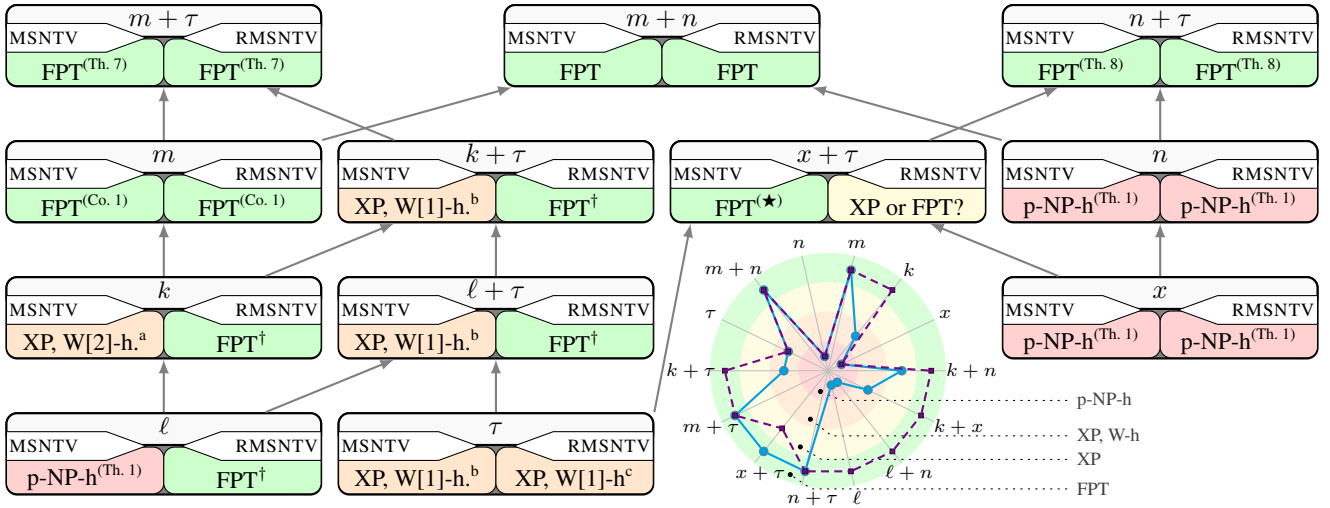 m + τ
MSNTV RMSNTV
FPT(Th. 7) FPT(Th. 7)
m + n
MSNTV RMSNTV
FPT FPT
n + τ
MSNTV RMSNTV
FPT(Th. 8) FPT(Th. 8)
m
MSNTV RMSNTV
FPT(Co. 1) FPT(Co. 1)
k + τ
MSNTV RMSNTV
XP, W[1]-h.b FPT†
x + τ
MSNTV RMSNTV
FPT(★) XP or FPT?
n
MSNTV RMSNTV
p-NP-h(Th. 1) p-NP-h(Th. 1)
k
MSNTV RMSNTV
XP, W[2]-h.a FPT†
ℓ + τ
MSNTV RMSNTV
XP, W[1]-h.b FPT†
x
MSNTV RMSNTV
p-NP-h(Th. 1) p-NP-h(Th. 1)
ℓ
MSNTV RMSNTV
p-NP-h(Th. 1) FPT†
τ
MSNTV RMSNTV
XP, W[1]-h.b XP, W[1]-hc
n
m
k
x
k + n
k + x
ℓ + n
ℓ
n + τ
x + τ
m + τ
k + τ
τ
m + n
p-NP-h
XP, W-h
XP
FPT